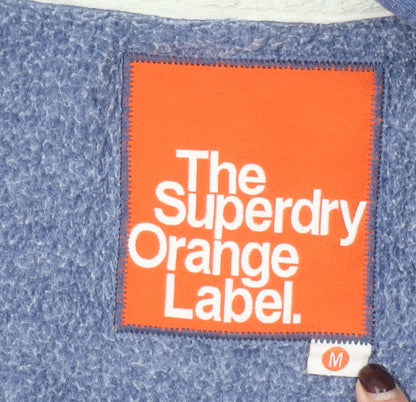 The
Superdry
Orange
Label.
M